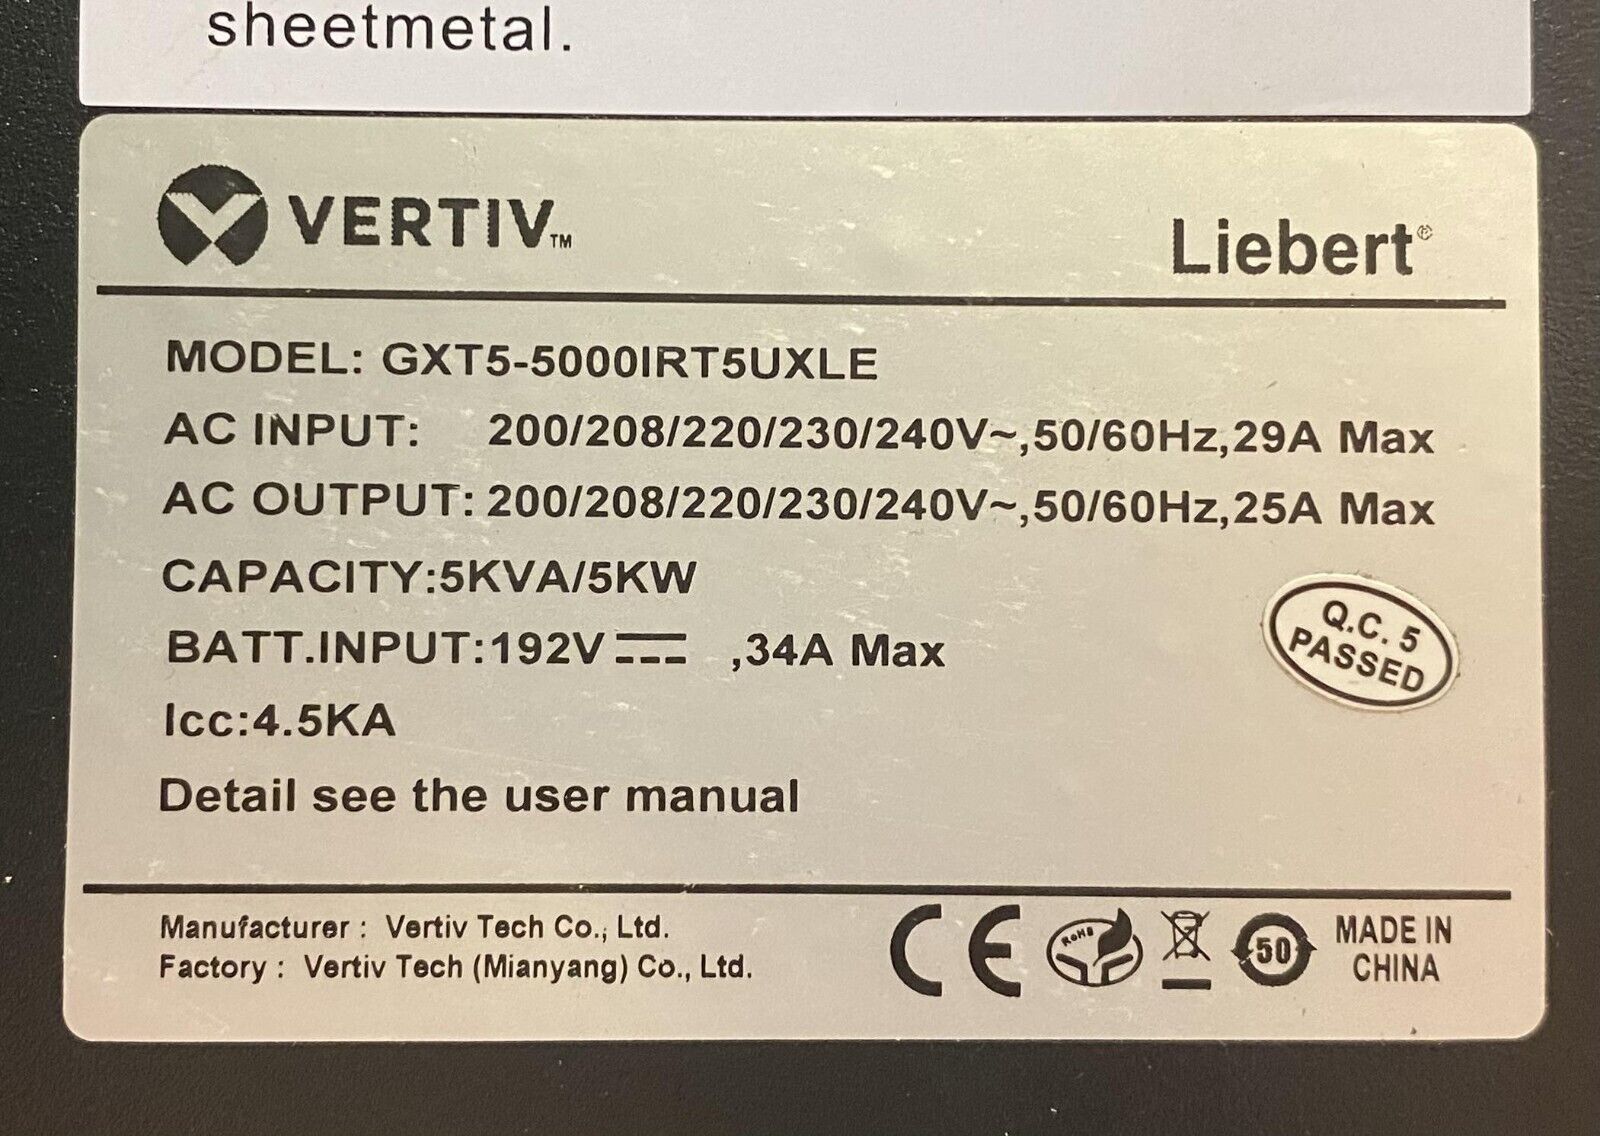 sheetmetal.
VERTIV™ Liebert®
MODEL: GXT5-5000IRT5UXLE
AC INPUT: 200/208/220/230/240V~,50/60Hz,29A Max
AC OUTPUT: 200/208/220/230/240V~,50/60Hz,25A Max
CAPACITY:5KVA/5KW
BATT.INPUT:192V⎓ ,34A Max
Icc:4.5KA
Q.C. 5
PASSED
Detail see the user manual
Manufacturer : Vertiv Tech Co., Ltd.
Factory : Vertiv Tech (Mianyang) Co., Ltd.
CE RoHS 50 MADE IN
CHINA